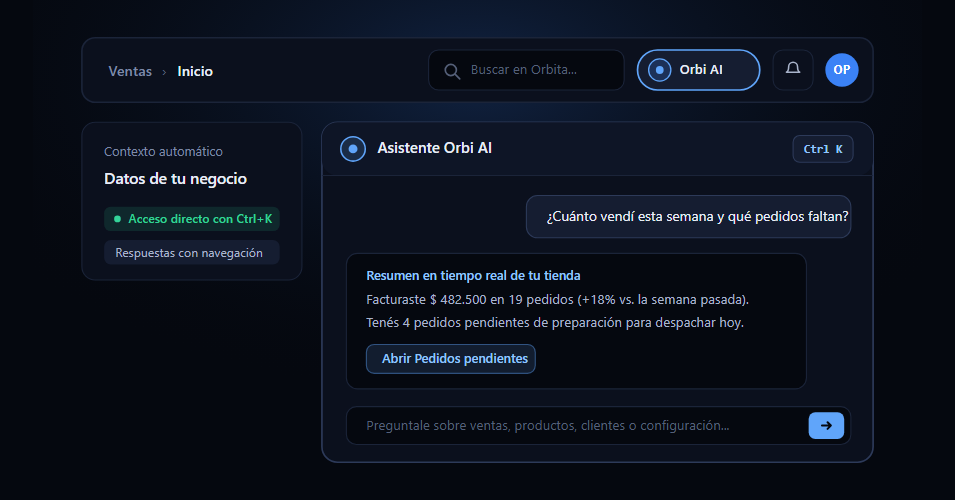 Ventas › Inicio
Buscar en Orbita...
Orbi AI
OP
Contexto automático
Datos de tu negocio
Acceso directo con Ctrl+K
Respuestas con navegación
Asistente Orbi AI
Ctrl K
¿Cuánto vendí esta semana y qué pedidos faltan?
Resumen en tiempo real de tu tienda
Facturaste $ 482.500 en 19 pedidos (+18% vs. la semana pasada).
Tenés 4 pedidos pendientes de preparación para despachar hoy.
Abrir Pedidos pendientes
Preguntale sobre ventas, productos, clientes o configuración...